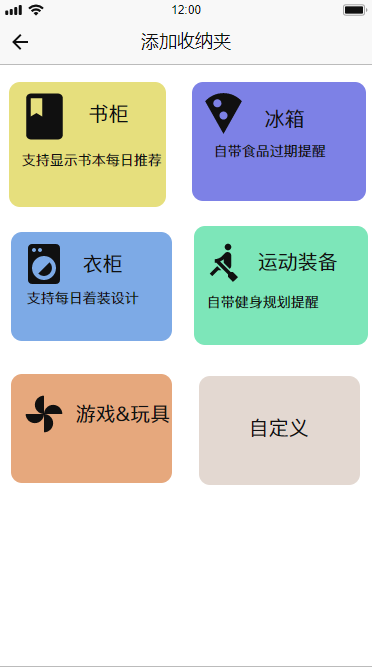 12:00
添加收纳夹
书柜
支持显示书本每日推荐
冰箱
自带食品过期提醒
衣柜
支持每日着装设计
运动装备
自带健身规划提醒
游戏&玩具
自定义